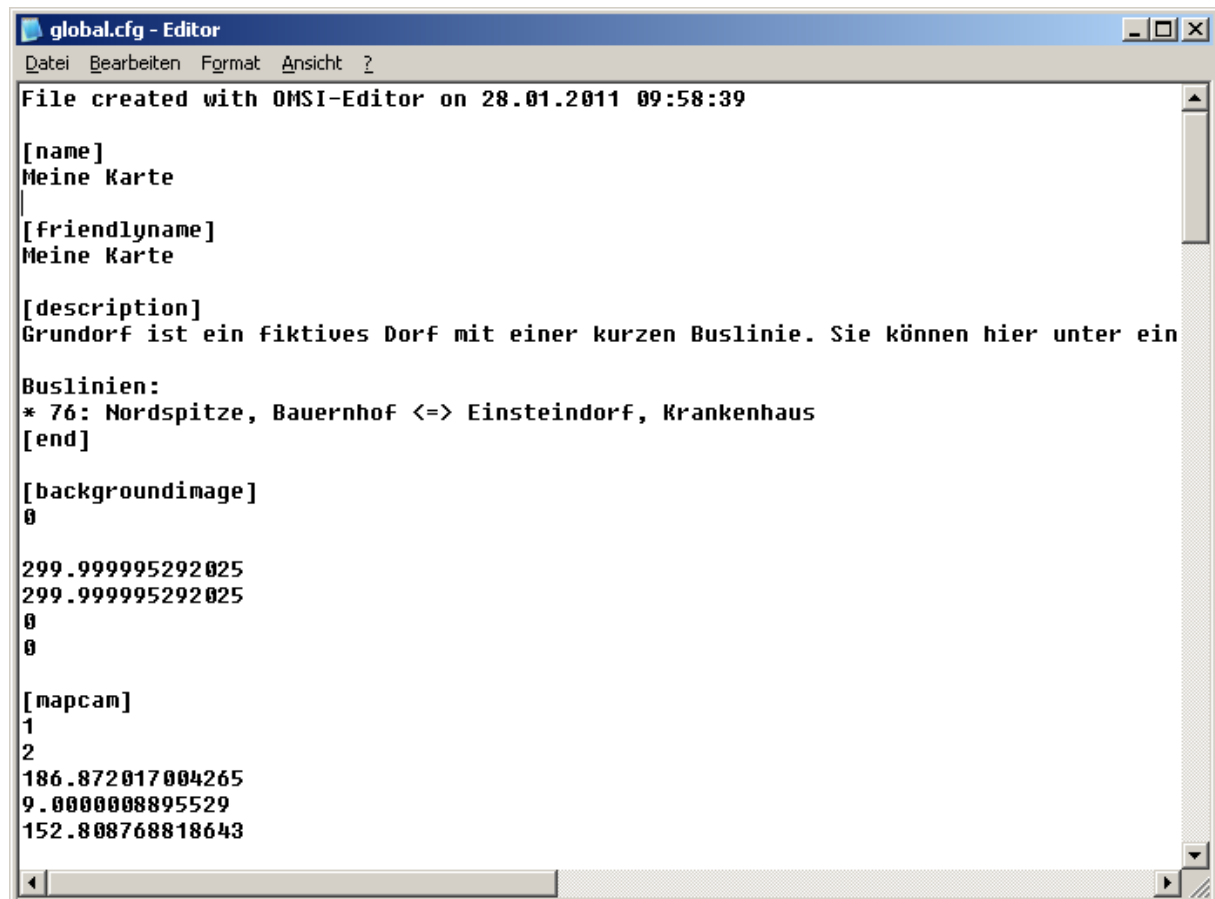 global.cfg - Editor
Datei Bearbeiten Format Ansicht ?
File created with OMSI-Editor on 28.01.2011 09:58:39
[name]
Meine Karte
[friendlyname]
Meine Karte
[description]
Grundorf ist ein fiktives Dorf mit einer kurzen Buslinie. Sie können hier unter ein
Buslinien:
* 76: Nordspitze, Bauernhof <=> Einsteindorf, Krankenhaus
[end]
[backgroundimage]
0
299.999995292025
299.999995292025
0
0
[mapcam]
1
2
186.872017004265
9.0000008895529
152.808768818643